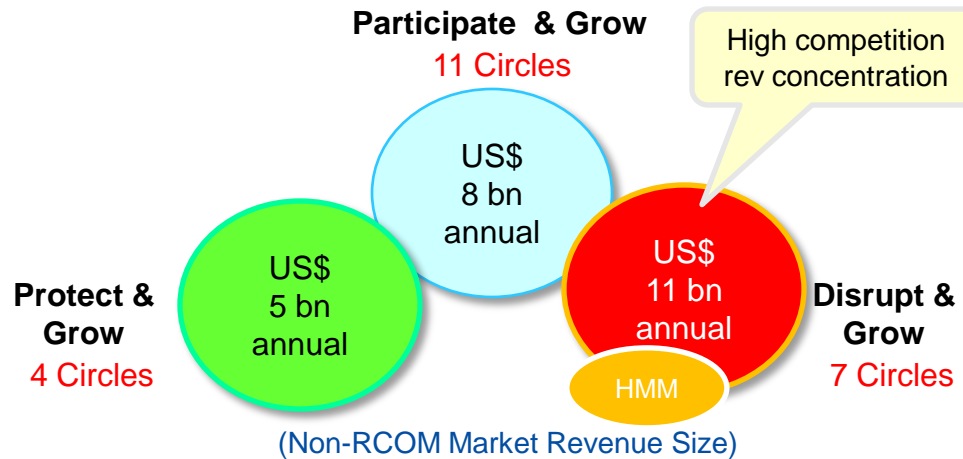 Participate & Grow
11 Circles
High competition
rev concentration
US$
8 bn
annual
US$
5 bn
annual
US$
11 bn
annual
Protect &
Grow
4 Circles
Disrupt &
Grow
7 Circles
HMM
(Non-RCOM Market Revenue Size)